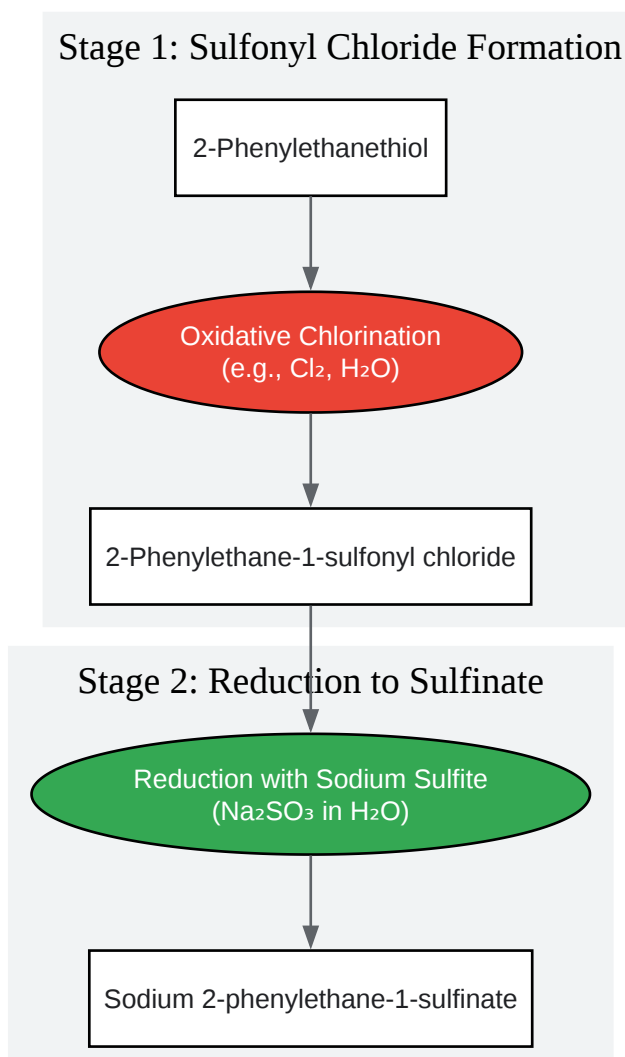 Stage 1: Sulfonyl Chloride Formation
2-Phenylethanethiol
Oxidative Chlorination
(e.g., Cl₂, H₂O)
2-Phenylethane-1-sulfonyl chloride
Stage 2: Reduction to Sulfinate
Reduction with Sodium Sulfite
(Na₂SO₃ in H₂O)
Sodium 2-phenylethane-1-sulfinate